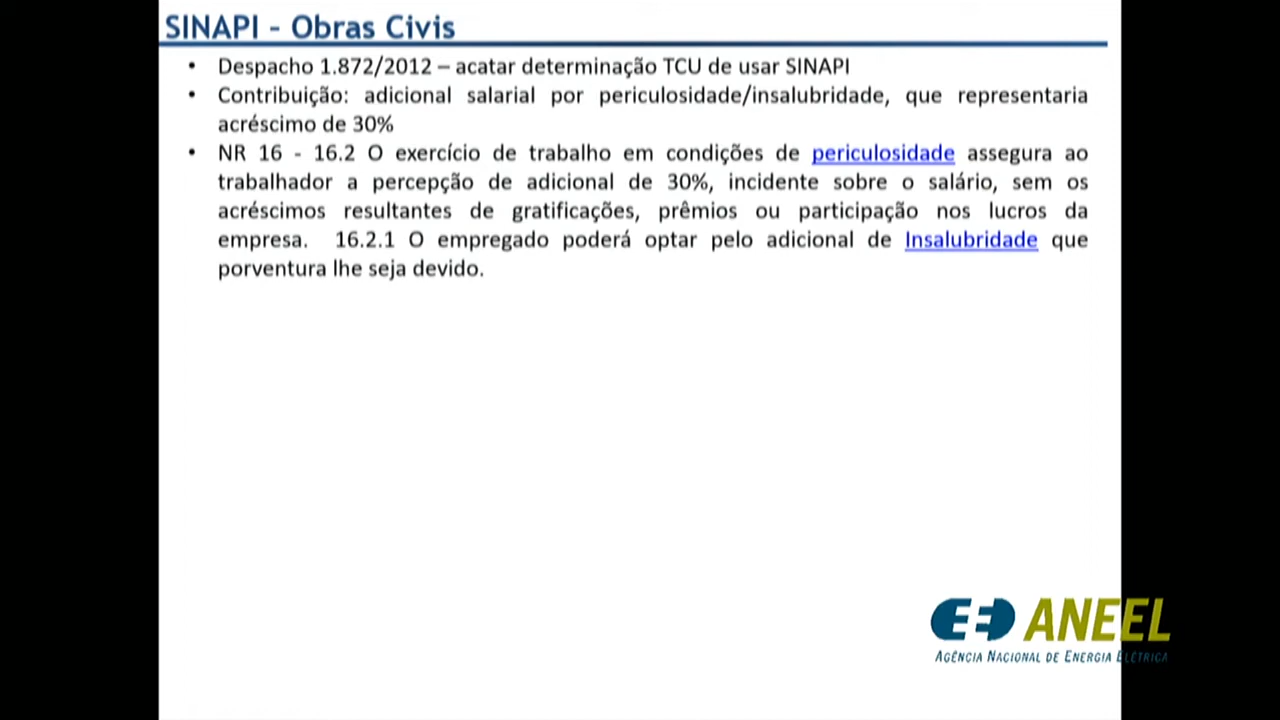 SINAPI - Obras Civis
• Despacho 1.872/2012 – acatar determinação TCU de usar SINAPI
• Contribuição: adicional salarial por periculosidade/insalubridade, que representaria
acréscimo de 30%
• NR 16 - 16.2 O exercício de trabalho em condições de periculosidade assegura ao
trabalhador a percepção de adicional de 30%, incidente sobre o salário, sem os
acréscimos resultantes de gratificações, prêmios ou participação nos lucros da
empresa. 16.2.1 O empregado poderá optar pelo adicional de Insalubridade que
porventura lhe seja devido.
ANEEL
AGÊNCIA NACIONAL DE ENERGIA ELÉTRICA